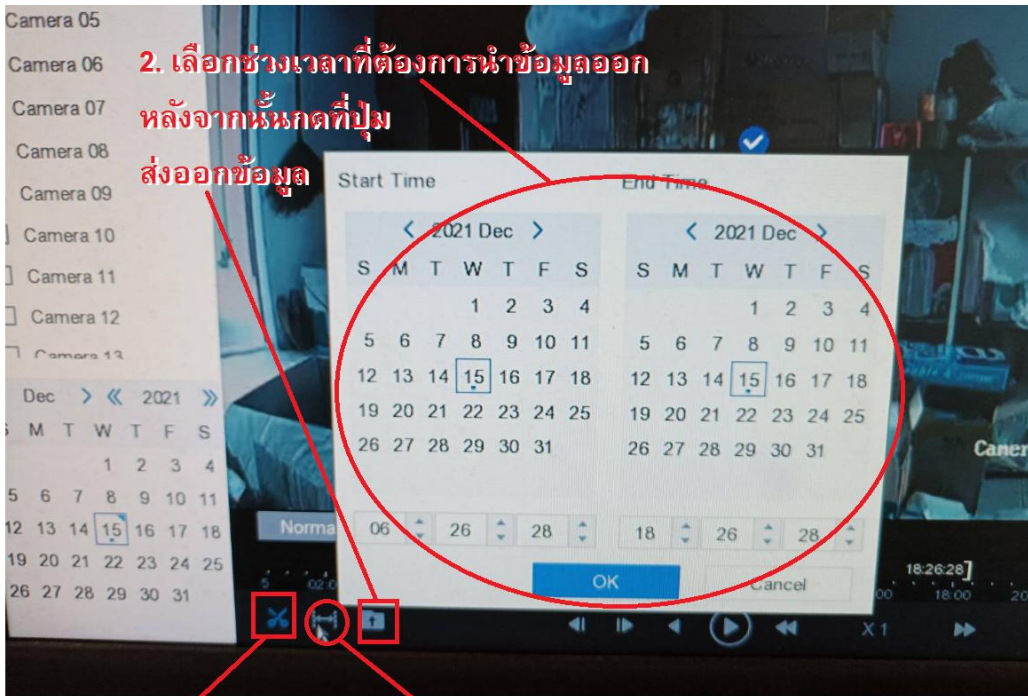 Camera 05
Camera 06
Camera 07
Camera 08
Camera 09
Camera 10
Camera 11
Camera 12
Camera 13
2. เลือกช่วงเวลาที่ต้องการนำข้อมูลออก
หลังจากนั้นกดที่ปุ่ม
ส่งออกข้อมูล
Start Time End Time
2021 Dec 2021 Dec
S M T W T F S S M T W T F S
1 2 3 4 1 2 3 4
5 6 7 8 9 10 11 5 6 7 8 9 10 11
12 13 14 15 16 17 18 12 13 14 15 16 17 18
19 20 21 22 23 24 25 19 20 21 22 23 24 25
26 27 28 29 30 31 26 27 28 29 30 31
06 26 28 18 26 28
OK Cancel
Dec 2021
M T W T F S
1 2 3 4
5 6 7 8 9 10 11
12 13 14 15 16 17 18
19 20 21 22 23 24 25
26 27 28 29 30 31
18:26:28
18:00
X 1